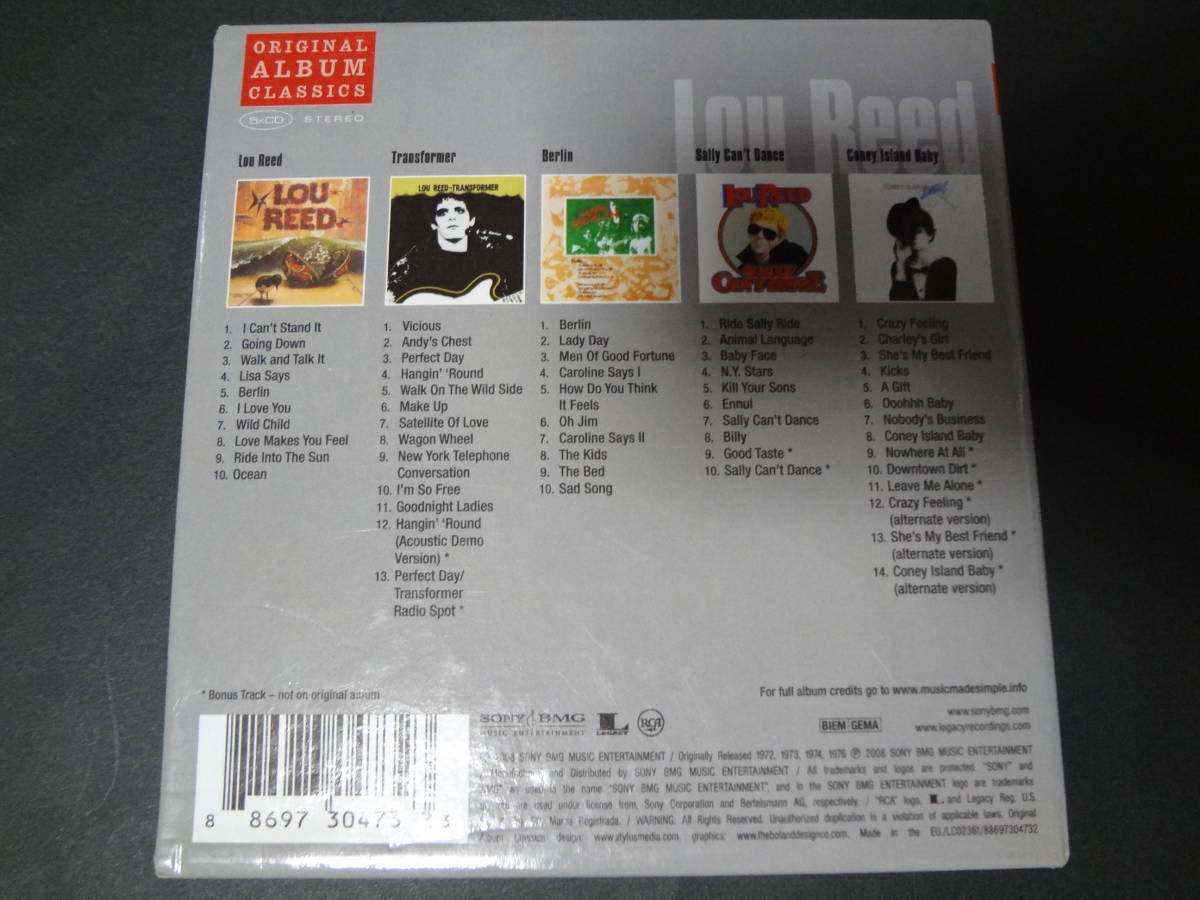 ORIGINAL
ALBUM
CLASSICS
5xCD STEREO
Lou Reed
Lou Reed
LOU
REED
1. I Can't Stand It
2. Going Down
3. Walk and Talk It
4. Lisa Says
5. Berlin
6. I Love You
7. Wild Child
8. Love Makes You Feel
9. Ride Into The Sun
10. Ocean
Transformer
LOU REED-TRANSFORMER
1. Vicious
2. Andy's Chest
3. Perfect Day
4. Hangin' 'Round
5. Walk On The Wild Side
6. Make Up
7. Satellite Of Love
8. Wagon Wheel
9. New York Telephone
Conversation
10. I'm So Free
11. Goodnight Ladies
12. Hangin' 'Round
(Acoustic Demo
Version) *
13. Perfect Day/
Transformer
Radio Spot *
Berlin
1. Berlin
2. Lady Day
3. Men Of Good Fortune
4. Caroline Says I
5. How Do You Think
It Feels
6. Oh Jim
7. Caroline Says II
8. The Kids
9. The Bed
10. Sad Song
Sally Can't Dance
LOU REED
1. Ride Sally Ride
2. Animal Language
3. Baby Face
4. N.Y. Stars
5. Kill Your Sons
6. Ennui
7. Sally Can't Dance
8. Billy
9. Good Taste *
10. Sally Can't Dance *
Coney Island Baby
1. Crazy Feeling
2. Charley's Girl
3. She's My Best Friend
4. Kicks
5. A Gift
6. Ooohhh Baby
7. Nobody's Business
8. Coney Island Baby
9. Nowhere At All *
10. Downtown Dirt *
11. Leave Me Alone *
12. Crazy Feeling *
(alternate version)
13. She's My Best Friend *
(alternate version)
14. Coney Island Baby *
(alternate version)
* Bonus Track – not on original album
For full album credits go to www.musicmadesimple.info
SONY BMG
MUSIC ENTERTAINMENT
LEGACY
RCA
BIEM GEMA
www.sonybmg.com
www.legacyrecordings.com
8 8697 30473 3
SONY BMG MUSIC ENTERTAINMENT / Originally Released 1972, 1973, 1974, 1976 ℗ 2008 SONY BMG MUSIC ENTERTAINMENT
and Distributed by SONY BMG MUSIC ENTERTAINMENT / All trademarks and logos are protected. "SONY" and
as used in the name "SONY BMG MUSIC ENTERTAINMENT", and in the SONY BMG MUSIC ENTERTAINMENT logo are trademarks
are used under license from, Sony Corporation and Bertelsmann AG, respectively. / "RCA" logo, L and Legacy Reg. U.S.
Marca Registrada. / WARNING: All Rights Reserved. Unauthorized duplication is a violation of applicable laws. Original
Album design: www.stylusmedia.com graphics: www.thebolanddesignco.com Made in the EU/LC02361/88697304732